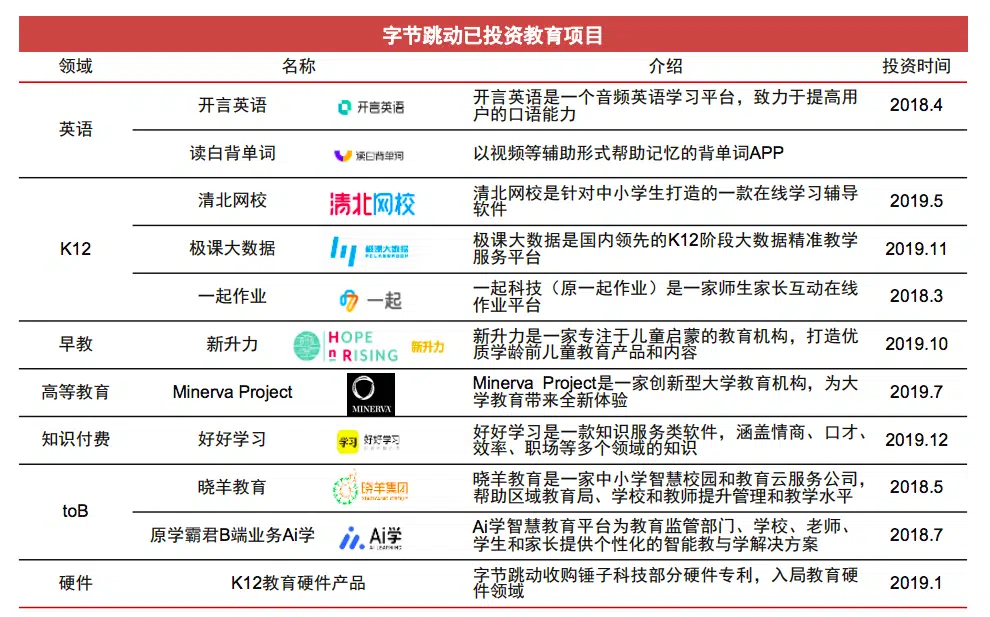 字节跳动已投资教育项目
领域 名称 介绍 投资时间
英语
开言英语 开言英语 开言英语是一个音频英语学习平台，致力于提高用
户的口语能力 2018.4
读白背单词 读白背单词 以视频等辅助形式帮助记忆的背单词APP
K12
清北网校 清北网校 清北网校是针对中小学生打造的一款在线学习辅导
软件 2019.5
极课大数据 极课大数据 极课大数据是国内领先的K12阶段大数据精准教学
服务平台 2019.11
一起作业 一起 一起科技（原一起作业）是一家师生家长互动在线
作业平台 2018.3
早教
新升力 HOPE
n RISING 新升力 新升力是一家专注于儿童启蒙的教育机构，打造优
质学龄前儿童教育产品和内容 2019.10
高等教育
Minerva Project MINERVA Minerva Project是一家创新型大学教育机构，为大
学教育带来全新体验 2019.7
知识付费
好好学习 学习 好好学习 好好学习是一款知识服务类软件，涵盖情商、口才、
效率、职场等多个领域的知识 2019.12
toB
晓羊教育 晓羊集团 晓羊教育是一家中小学智慧校园和教育云服务公司，
帮助区域教育局、学校和教师提升管理和教学水平 2018.5
原学霸君B端业务Ai学 Ai学
AI LEARNING Ai学智慧教育平台为教育监管部门、学校、老师、
学生和家长提供个性化的智能教与学解决方案 2018.7
硬件
K12教育硬件产品 字节跳动收购锤子科技部分硬件专利，入局教育硬
件领域 2019.1